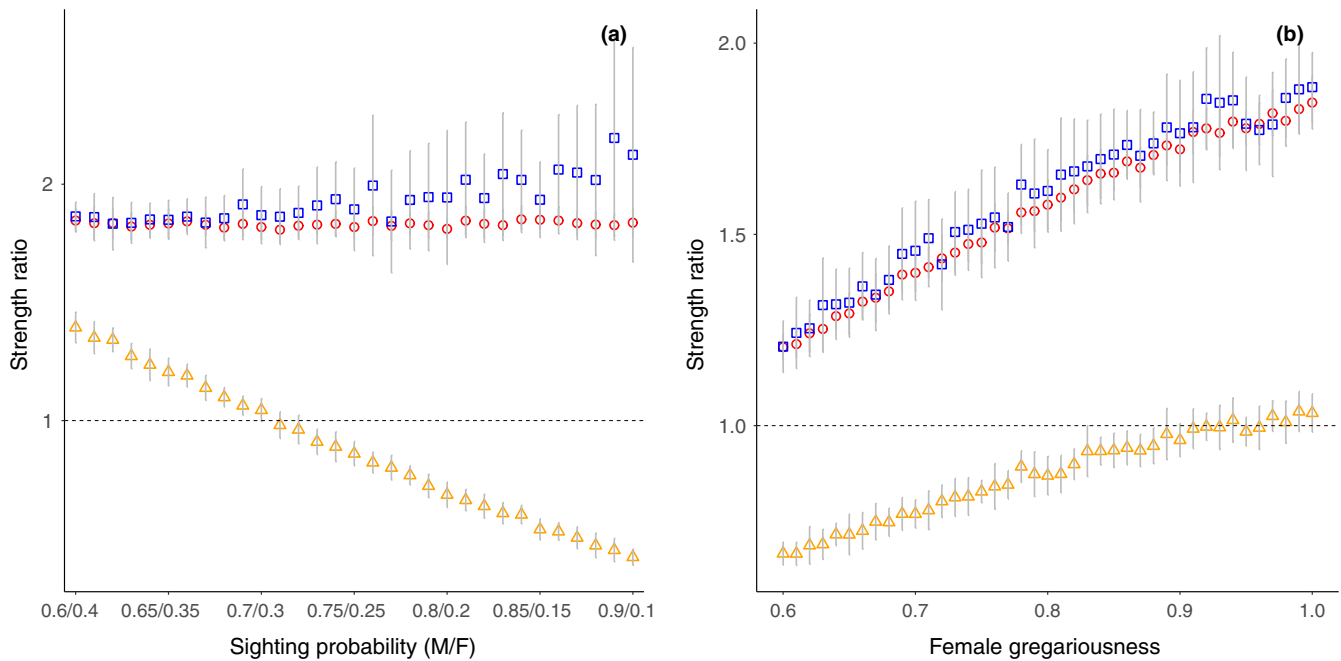 (a)
Strength ratio
2
1
0.6/0.4 0.65/0.35 0.7/0.3 0.75/0.25 0.8/0.2 0.85/0.15 0.9/0.1
Sighting probability (M/F)
(b)
Strength ratio
2.0
1.5
1.0
0.6 0.7 0.8 0.9 1.0
Female gregariousness